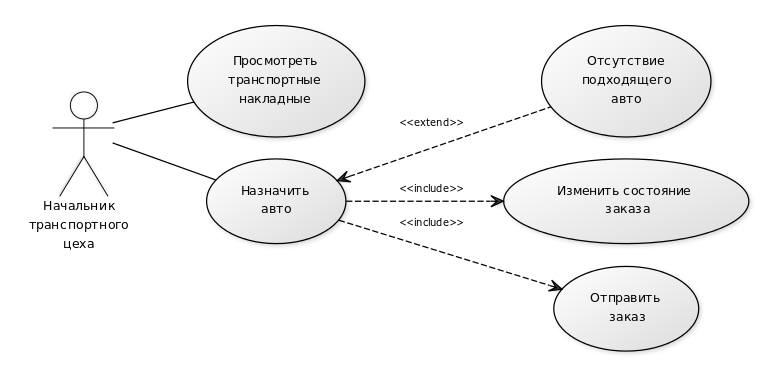 Просмотреть
транспортные
накладные
Отсутствие
подходящего
авто
<<extend>>
Начальник
транспортного
цеха
Назначить
авто
<<include>>
Изменить состояние
заказа
<<include>>
Отправить
заказ